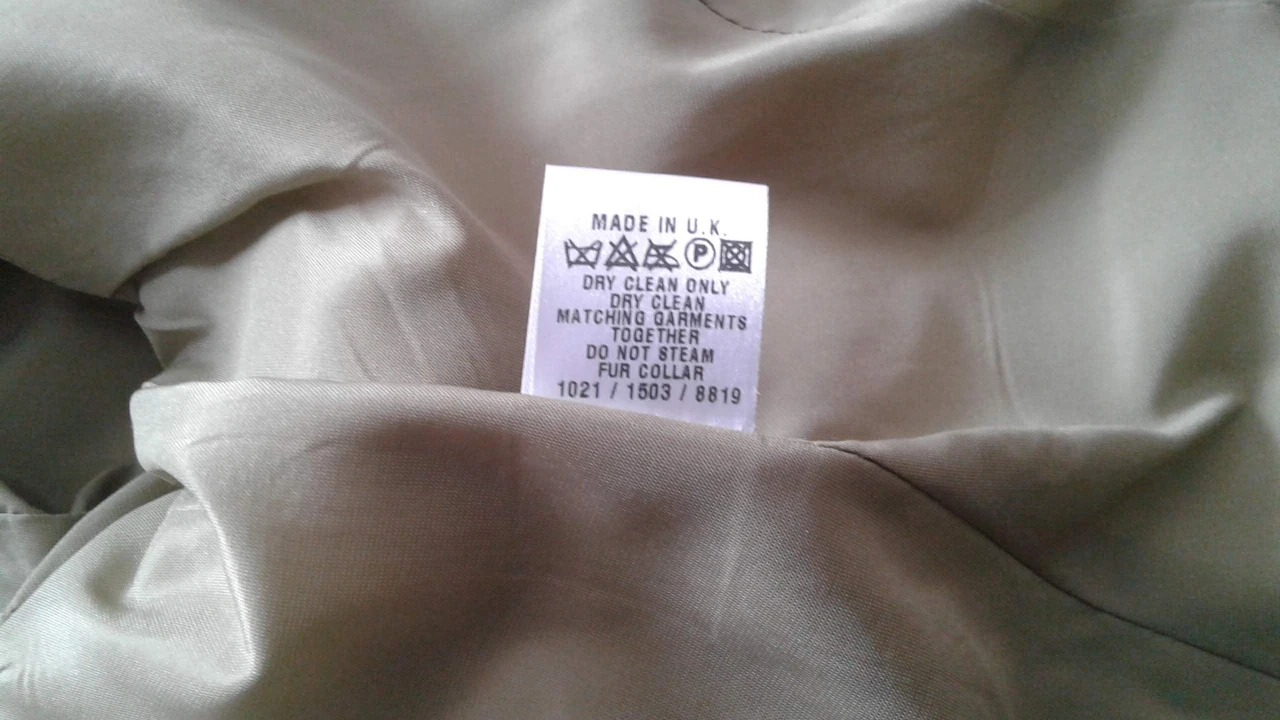 MADE IN U.K.
P
DRY CLEAN ONLY
DRY CLEAN
MATCHING GARMENTS
TOGETHER
DO NOT STEAM
FUR COLLAR
1021 / 1503 / 8819